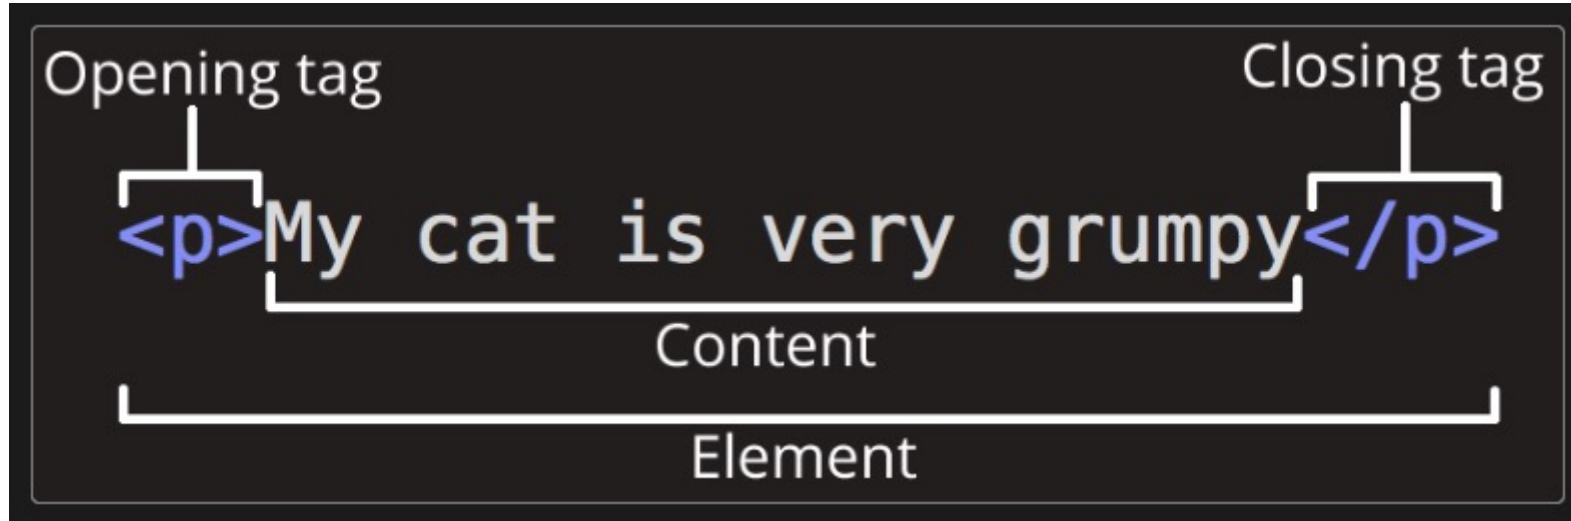 Opening tag
Closing tag
<p>My cat is very grumpy</p>
Content
Element